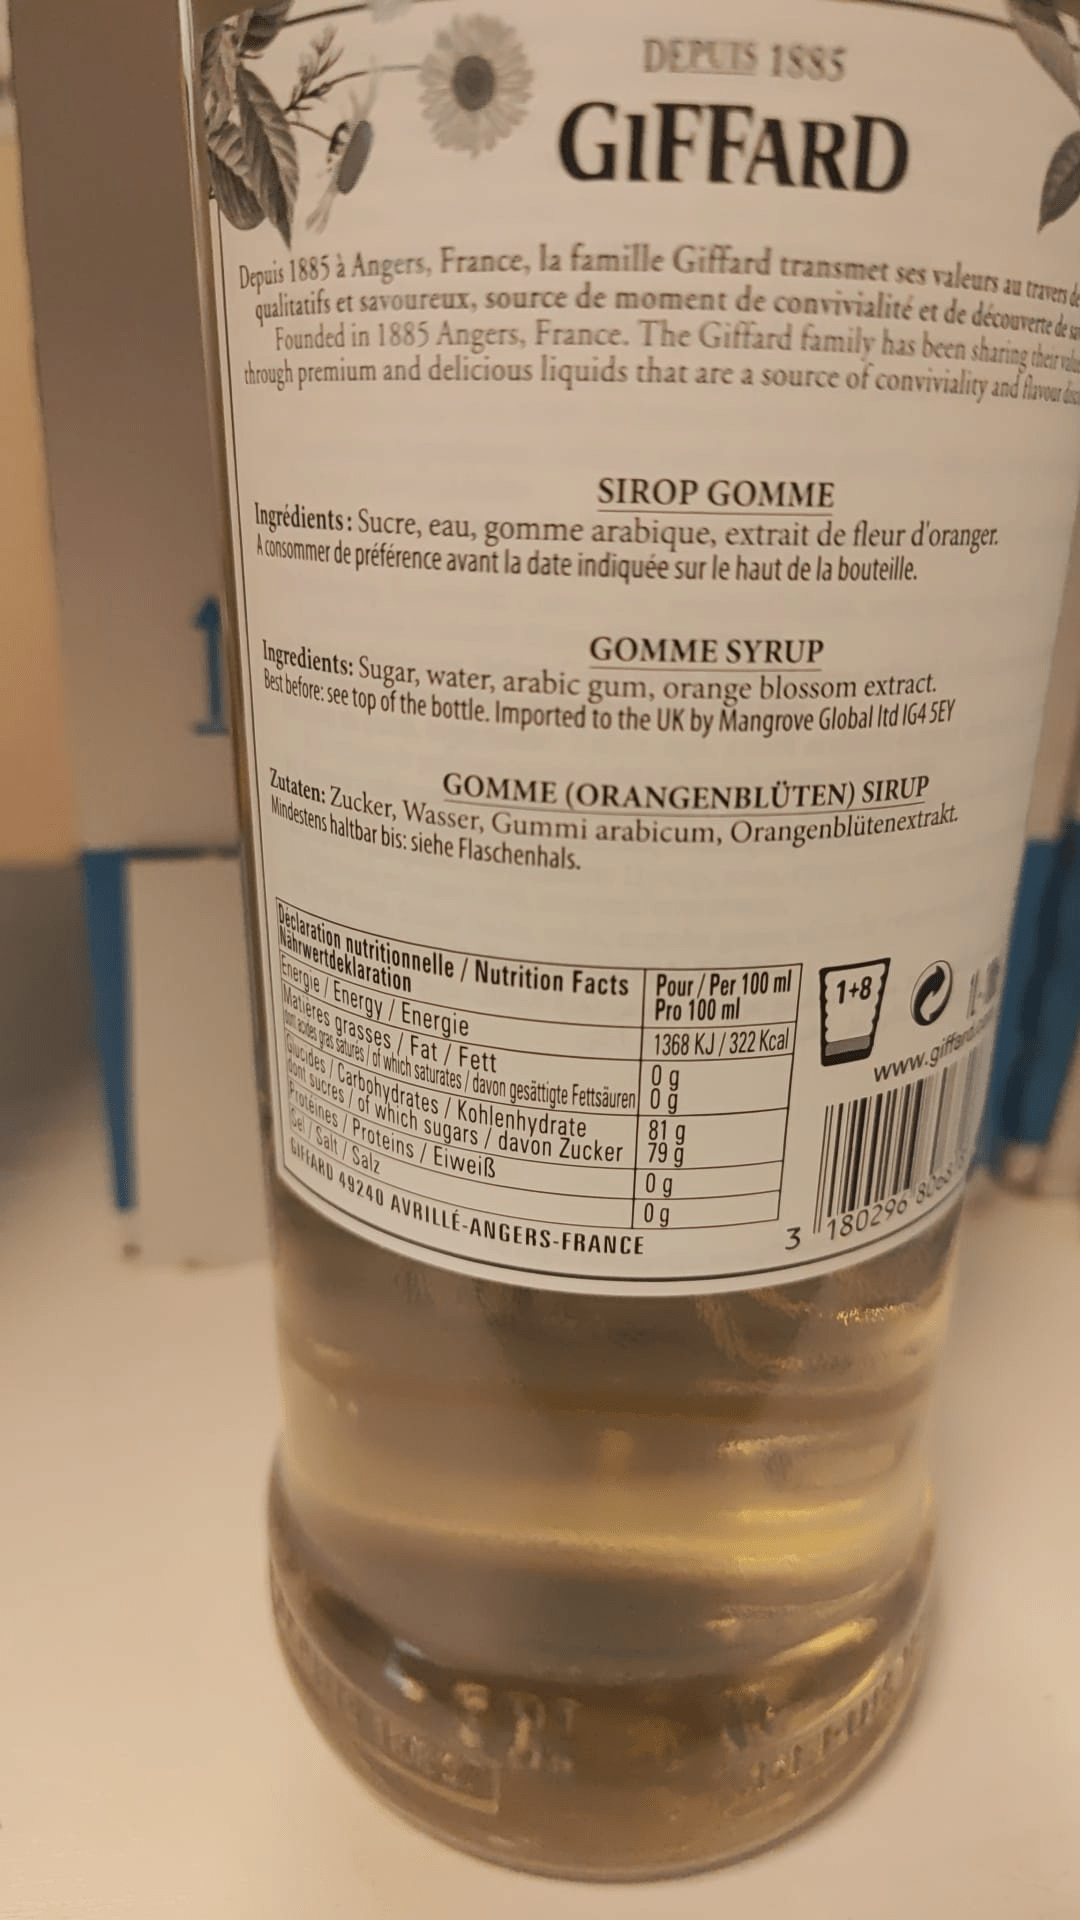 DEPUIS 1885
GIFFARD
Depuis 1885 à Angers, France, la famille Giffard transmet ses valeurs au travers
qualitatifs et savoureux, source de moment de convivialité et de découverte de
Founded in 1885 Angers, France. The Giffard family has been sharing their
through premium and delicious liquids that are a source of conviviality and flavour
SIROP GOMME
Ingrédients: Sucre, eau, gomme arabique, extrait de fleur d'oranger.
A consommer de préférence avant la date indiquée sur le haut de la bouteille.
GOMME SYRUP
Ingredients: Sugar, water, arabic gum, orange blossom extract.
Best before: see top of the bottle. Imported to the UK by Mangrove Global ltd IG4 5EY
GOMME (ORANGENBLÜTEN) SIRUP
Zutaten: Zucker, Wasser, Gummi arabicum, Orangenblütenextrakt.
Mindestens haltbar bis: siehe Flaschenhals.
Déclaration nutritionnelle / Nutrition Facts
Nährwertdeklaration
Pour / Per 100 ml
Pro 100 ml
Energie / Energy / Energie 1368 KJ / 322 Kcal
Matières grasses / Fat / Fett 0 g
dont acides gras saturés / of which saturates / davon gesättigte Fettsäuren 0 g
Glucides / Carbohydrates / Kohlenhydrate 81 g
dont sucres / of which sugars / davon Zucker 79 g
Protéines / Proteins / Eiweiß 0 g
Sel / Salt / Salz 0 g
GIFFARD 49240 AVRILLÉ-ANGERS-FRANCE
1+8
www.giffard
3 180296
1